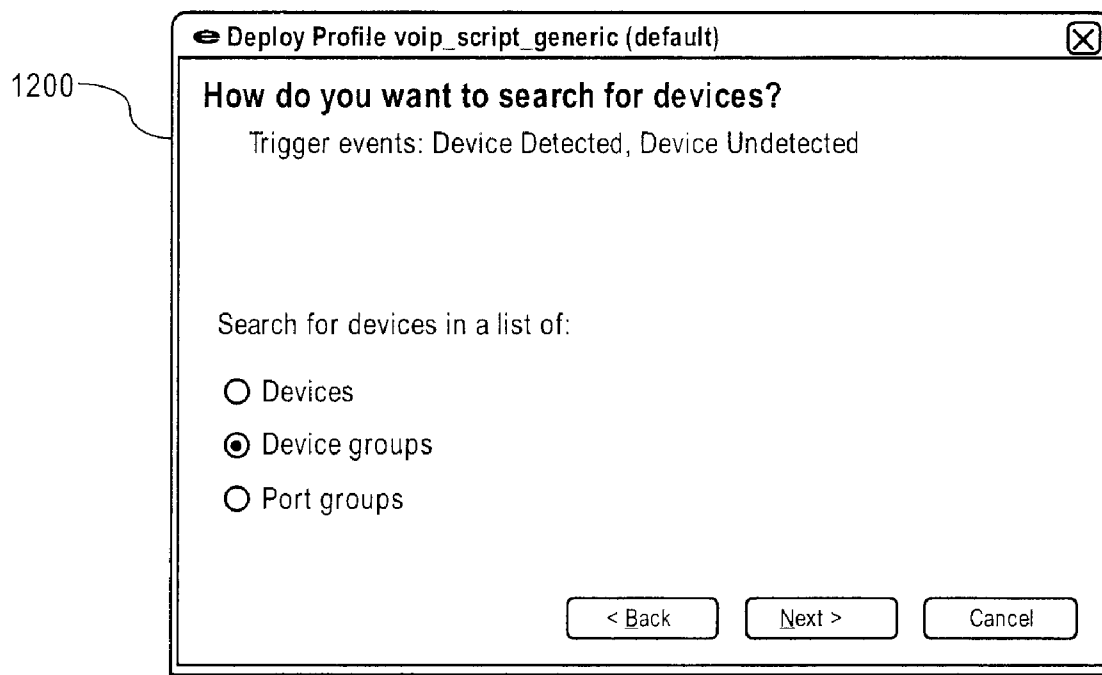 Deploy Profile voip_script_generic (default)
1200
How do you want to search for devices?
Trigger events: Device Detected, Device Undetected
Search for devices in a list of:
Devices
Device groups
Port groups
< Back Next > Cancel